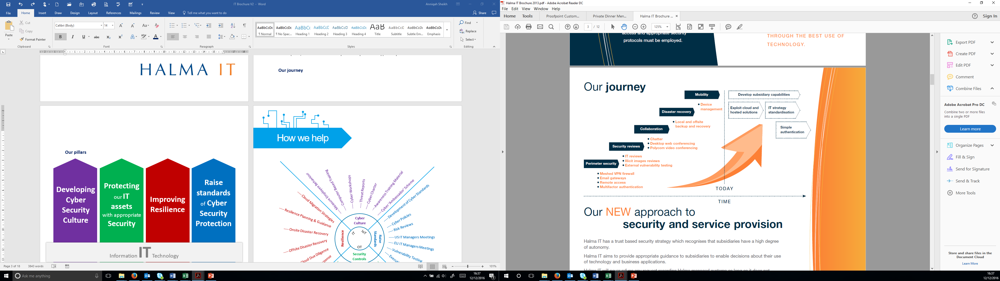 IT Brochure V2 - Word
Anniqah Sheikh
File Home Insert Draw Design Layout References Mailings Review View Tell me what you want to do
Share
Cut
Copy
Format Painter
Paste
Clipboard
Calibri (Body) 14
Font
Paragraph
AaBbCcDc AaBbCcDc AaBbCc AaBbCcD AaBbCcD AaBbCcD AaB AaBbCcD AaBbCcDc AaBbCcDc
¶ Normal ¶ No Spac... Heading 1 Heading 2 Heading 3 Heading 4 Title Subtitle Subtle Em... Emphasis
Styles
Find
Replace
Select
Editing
HALMA IT
Our journey
Our pillars
Developing
Cyber
Security
Culture
Protecting
our IT
assets
with appropriate
Security
Improving
Resilience
Raise
standards
of Cyber
Security
Protection
Information IT Technology
How we help
Measure Employee Behaviour
Computer Based Training
Cyber Workshops
Threat Reports
Cyber Charter
Awareness Training Material
Cyber 'Ambassador' Scheme
Development of Cyber Standards
Cyber Policies
Risk Reviews
US IT Managers Meetings
EU IT Managers Meetings
Vulnerability Testing
Cloud Migration Strategies
Resilience Planning & Guidance
Onsite Disaster Recovery
Offsite Disaster Recovery
Cloud Due Diligence
Cyber
Culture
Resilience
Raise
Standards
Security
Controls
IT
IoT
OT
Page 3 of 18 3843 words
101%
Ask me anything
16:37
12/12/2016
Halma IT Brochure 2013.pdf - Adobe Acrobat Reader DC
File Edit View Window Help
Home Tools Proofpoint Custom... Private Dinner Men... Halma IT Brochure ... ×
Sign In
3 / 12
125%
access and appropriate security
protocols must be employed.
THROUGH THE BEST USE OF
TECHNOLOGY.
Our journey
Mobility
• Device
management
Disaster recovery
• Local and offsite
backup and recovery
Collaboration
• Chatter
• Desktop web conferencing
• Polycom video conferencing
Security reviews
• IT reviews
• Illicit images reviews
• External vulnerability testing
Perimeter security
• Meshed VPN firewall
• Email gateways
• Remote access
• Multifactor authentication
Develop subsidiary capabilities
Exploit cloud and
hosted solutions
IT strategy
standardisation
Simple
authentication
TODAY
TIME
Our NEW approach to
security and service provision
Halma IT has a trust based security strategy which recognises that subsidiaries have a high degree
of autonomy.
Halma IT aims to provide appropriate guidance to subsidiaries to enable decisions about their use
of technology and business applications.
Halma IT will never refuse any request regarding Halma managed systems as long as it does not
Export PDF
Create PDF
Edit PDF
Comment
Combine Files
Adobe Acrobat Pro DC
Combine two or more files
into a single PDF
Learn more
Organize Pages
Fill & Sign
Send for Signature
Send & Track
More Tools
Store and share files in the
Document Cloud
Learn More
16:37
12/12/2016